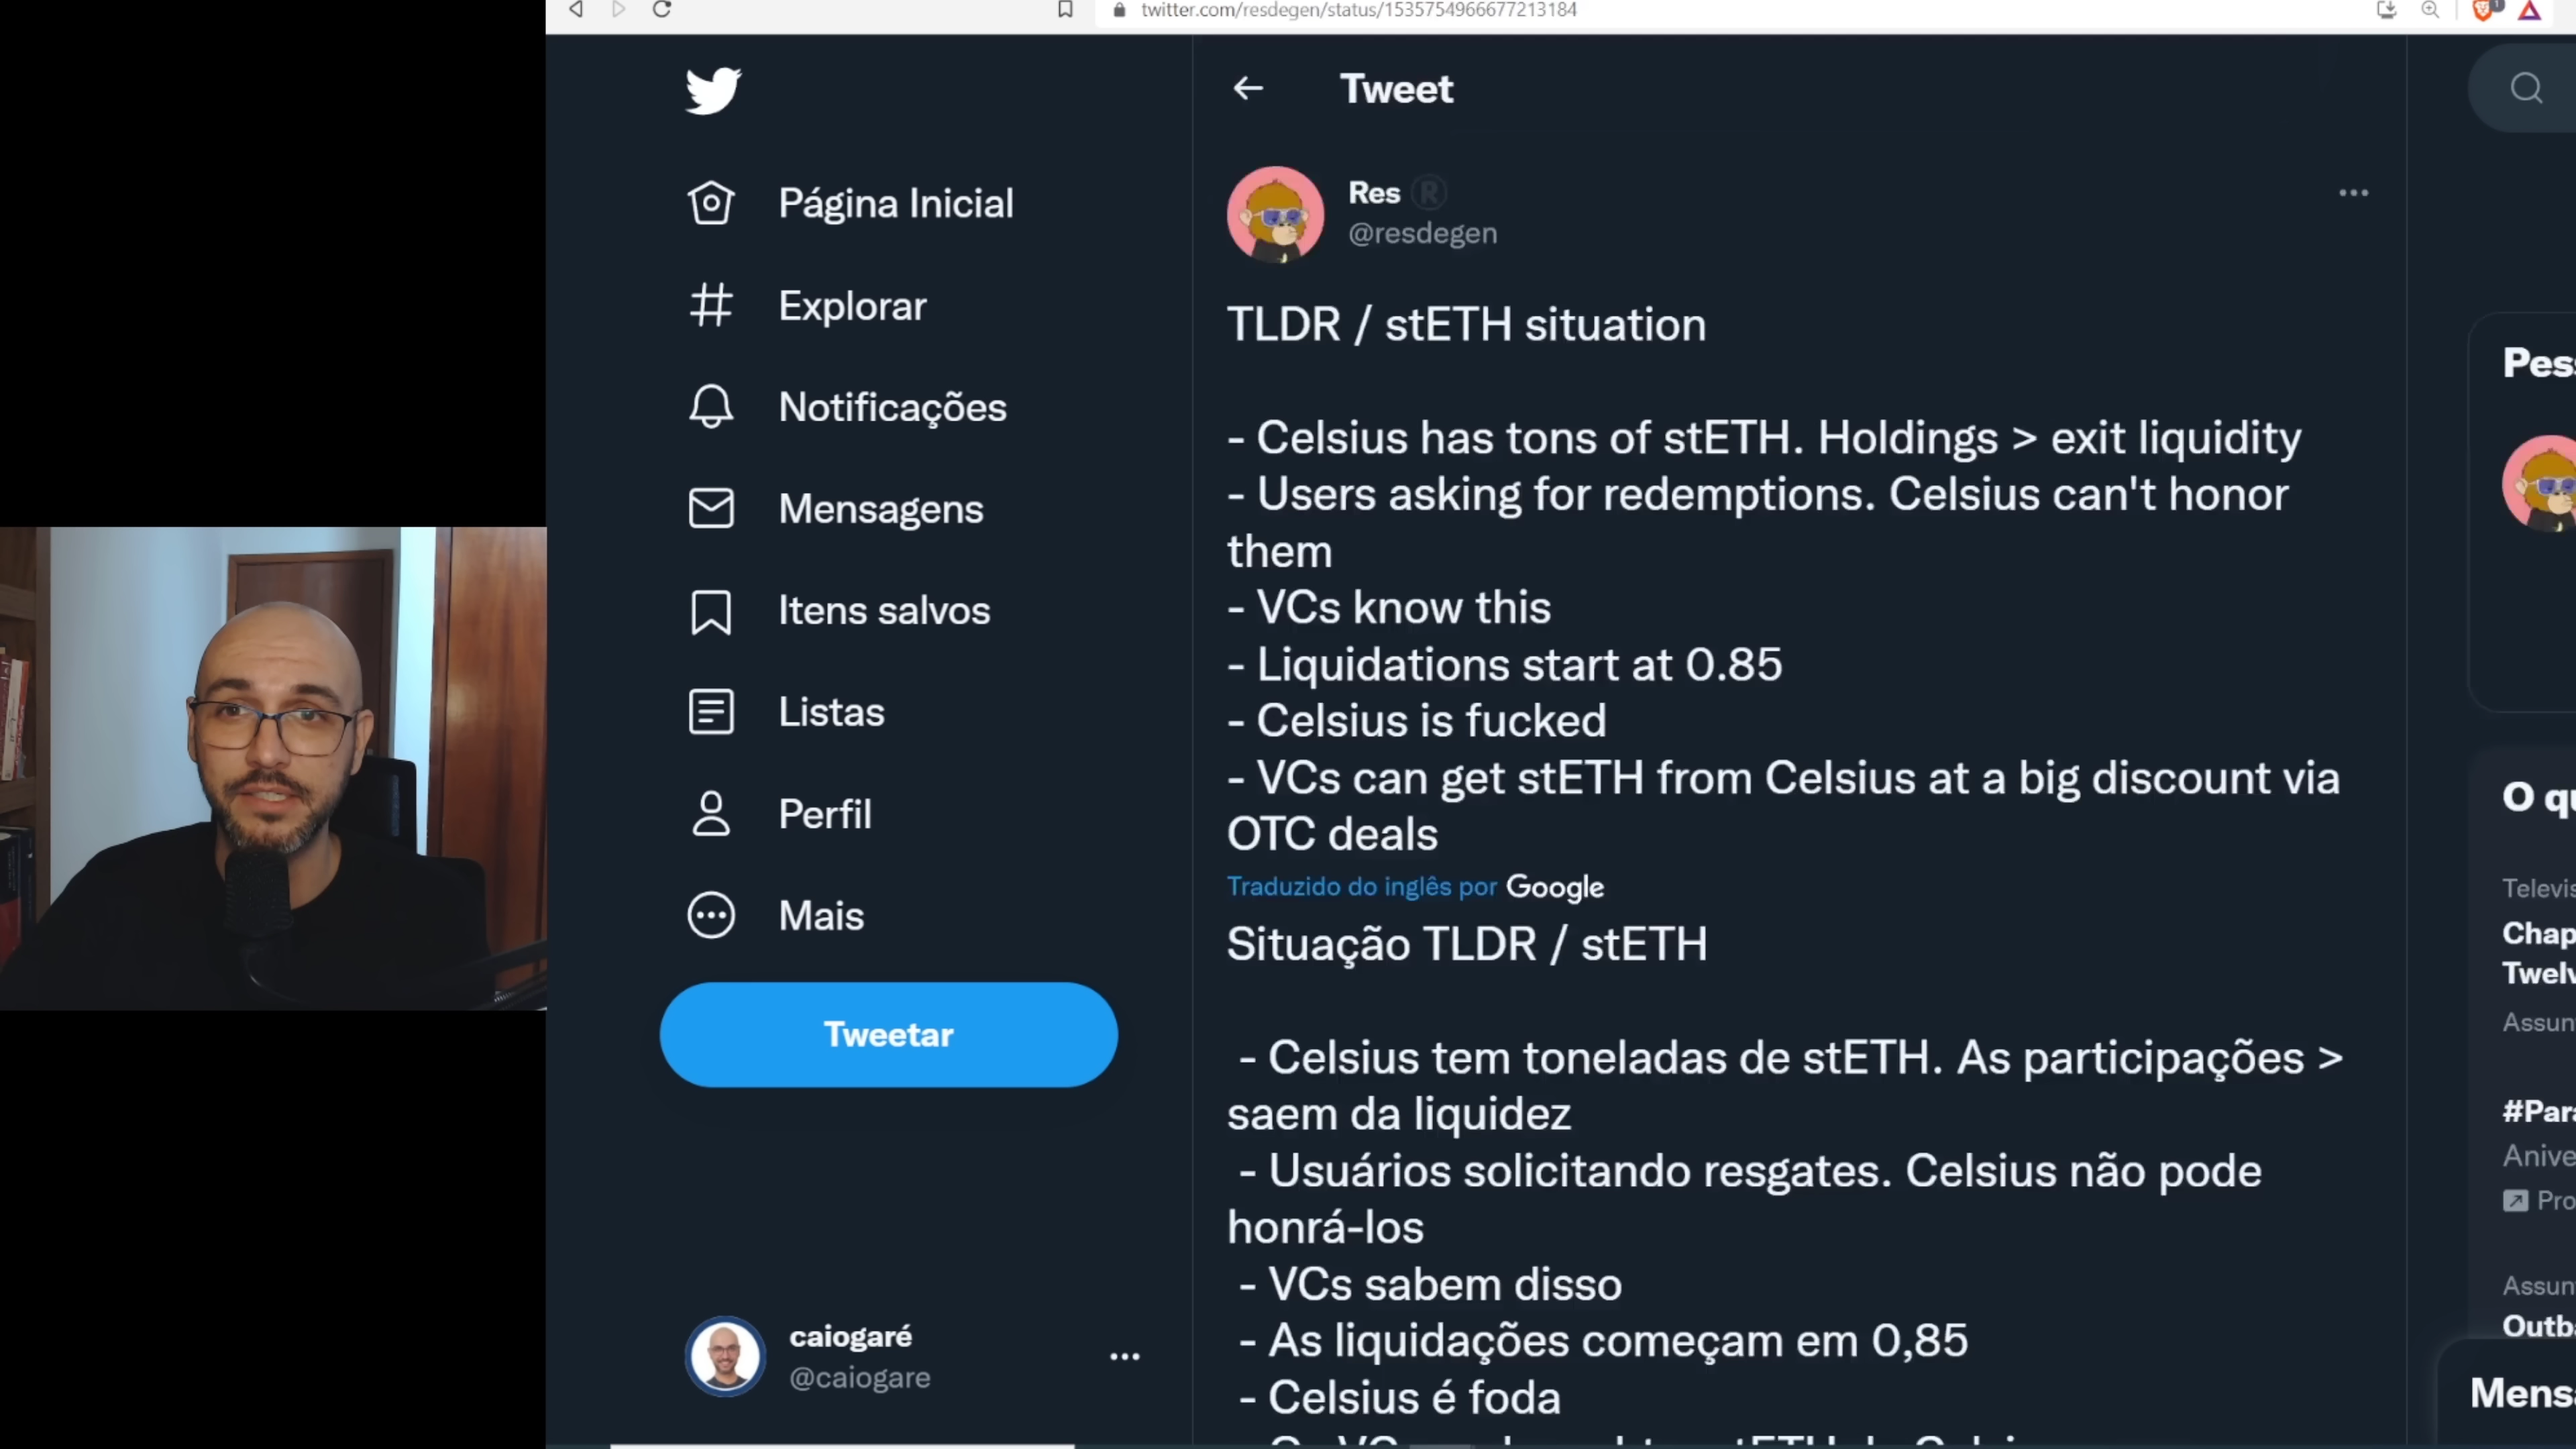 twitter.com/resdegen/status/1535754966677213184
Tweet
Página Inicial
Explorar
Notificações
Mensagens
Itens salvos
Listas
Perfil
Mais
Tweetar
caiogaré
@caiogare
Res ®
@resdegen
TLDR / stETH situation
- Celsius has tons of stETH. Holdings > exit liquidity
- Users asking for redemptions. Celsius can't honor
them
- VCs know this
- Liquidations start at 0.85
- Celsius is fucked
- VCs can get stETH from Celsius at a big discount via
OTC deals
Traduzido do inglês por Google
Situação TLDR / stETH
- Celsius tem toneladas de stETH. As participações >
saem da liquidez
- Usuários solicitando resgates. Celsius não pode
honrá-los
- VCs sabem disso
- As liquidações começam em 0,85
- Celsius é foda
Pess
O qu
Televis
Chap
Twelv
Assun
#Para
Anive
Pro
Assun
Outb
Mensa